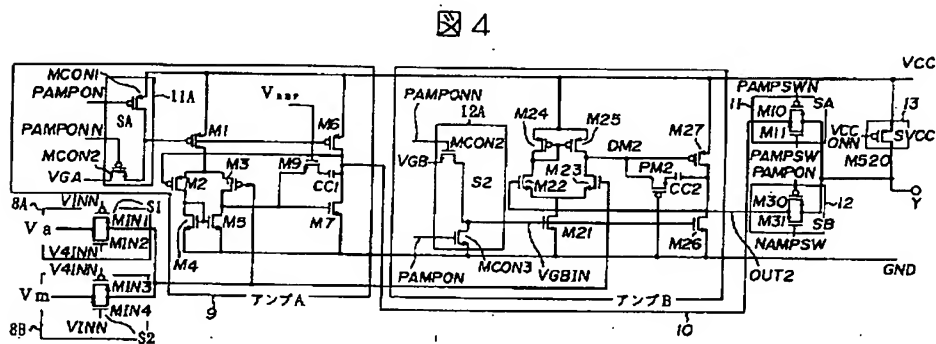 図 4
MCON1
PAMPON
11A
SA
PAMPONN
MCON2
VGA
M1
M6
M9
M3
M2
CC1
M5
M7
M4
8A
VINN
S1
Va
MIN1
MIN2
V4INN
V4INN
MIN3
Vm
MIN4
8B
VINN
S2
アンプA
9
PAMPONN
12A
MCON2
VGB
S2
PAMPON
MCON3
M24
M25
M23
M22
DM2
PM2
M27
CC2
M21
M26
VGBIN
OUT2
アンプB
10
VCC
PAMPSWN
11
M10
SA
M11
PAMPSW
13
SVCC
VCC
ONN
M520
PAMPON
M30
M31
12
SB
NAMPSW
Y
GND